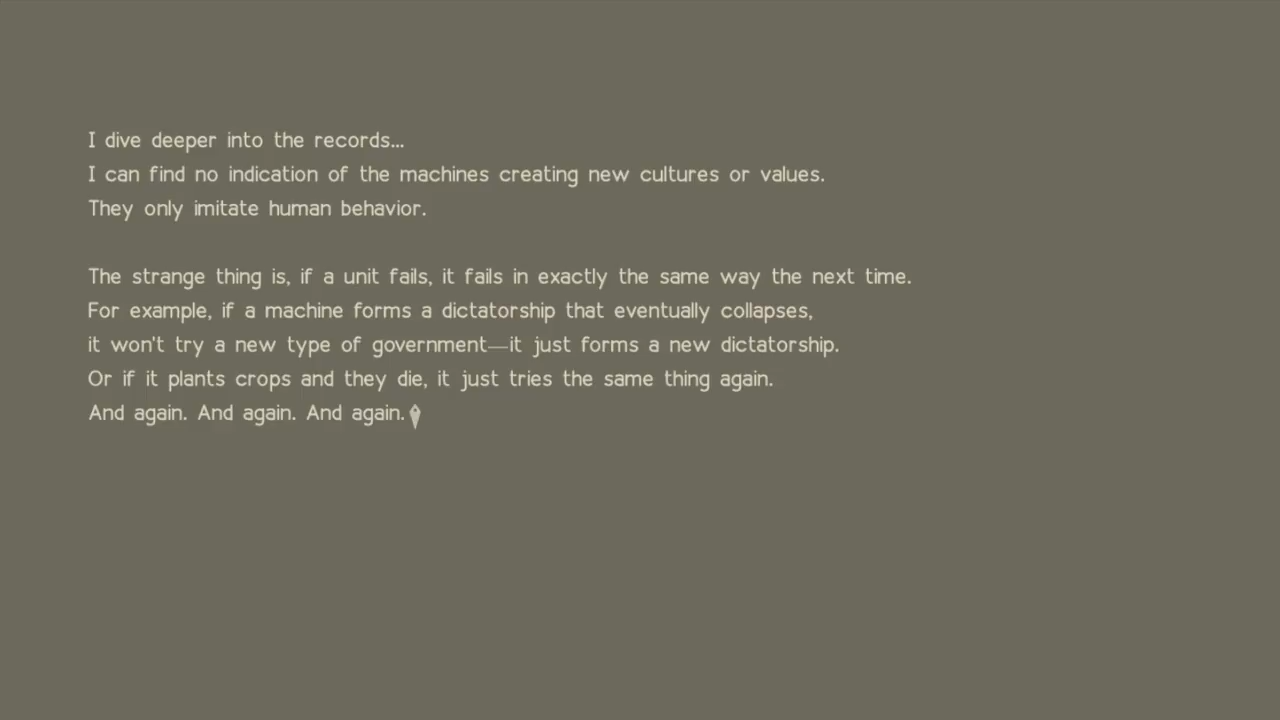 I dive deeper into the records...
I can find no indication of the machines creating new cultures or values.
They only imitate human behavior.
The strange thing is, if a unit fails, it fails in exactly the same way the next time.
For example, if a machine forms a dictatorship that eventually collapses,
it won't try a new type of government—it just forms a new dictatorship.
Or if it plants crops and they die, it just tries the same thing again.
And again. And again. And again.